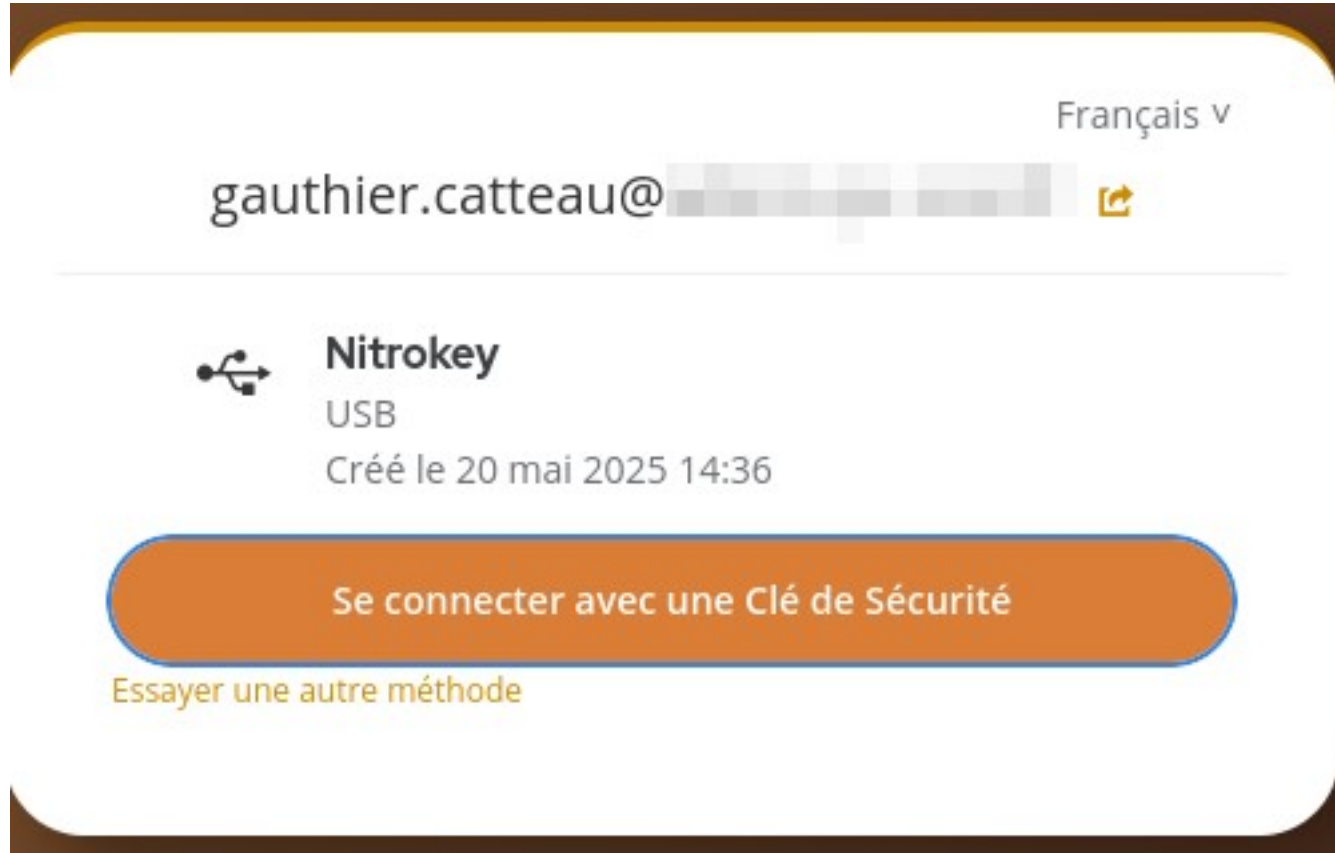 Français v
gauthier.catteau@
Nitrokey
USB
Créé le 20 mai 2025 14:36
Se connecter avec une Clé de Sécurité
Essayer une autre méthode